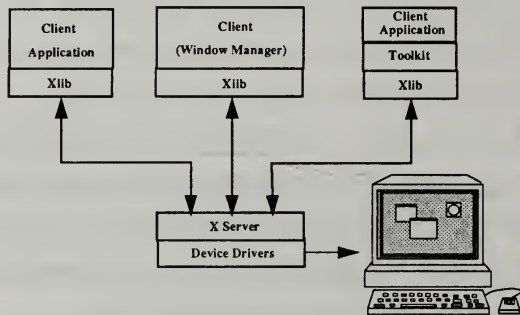 Client
Application
Xlib
Client
(Window Manager)
Xlib
Client
Application
Toolkit
Xlib
X Server
Device Drivers